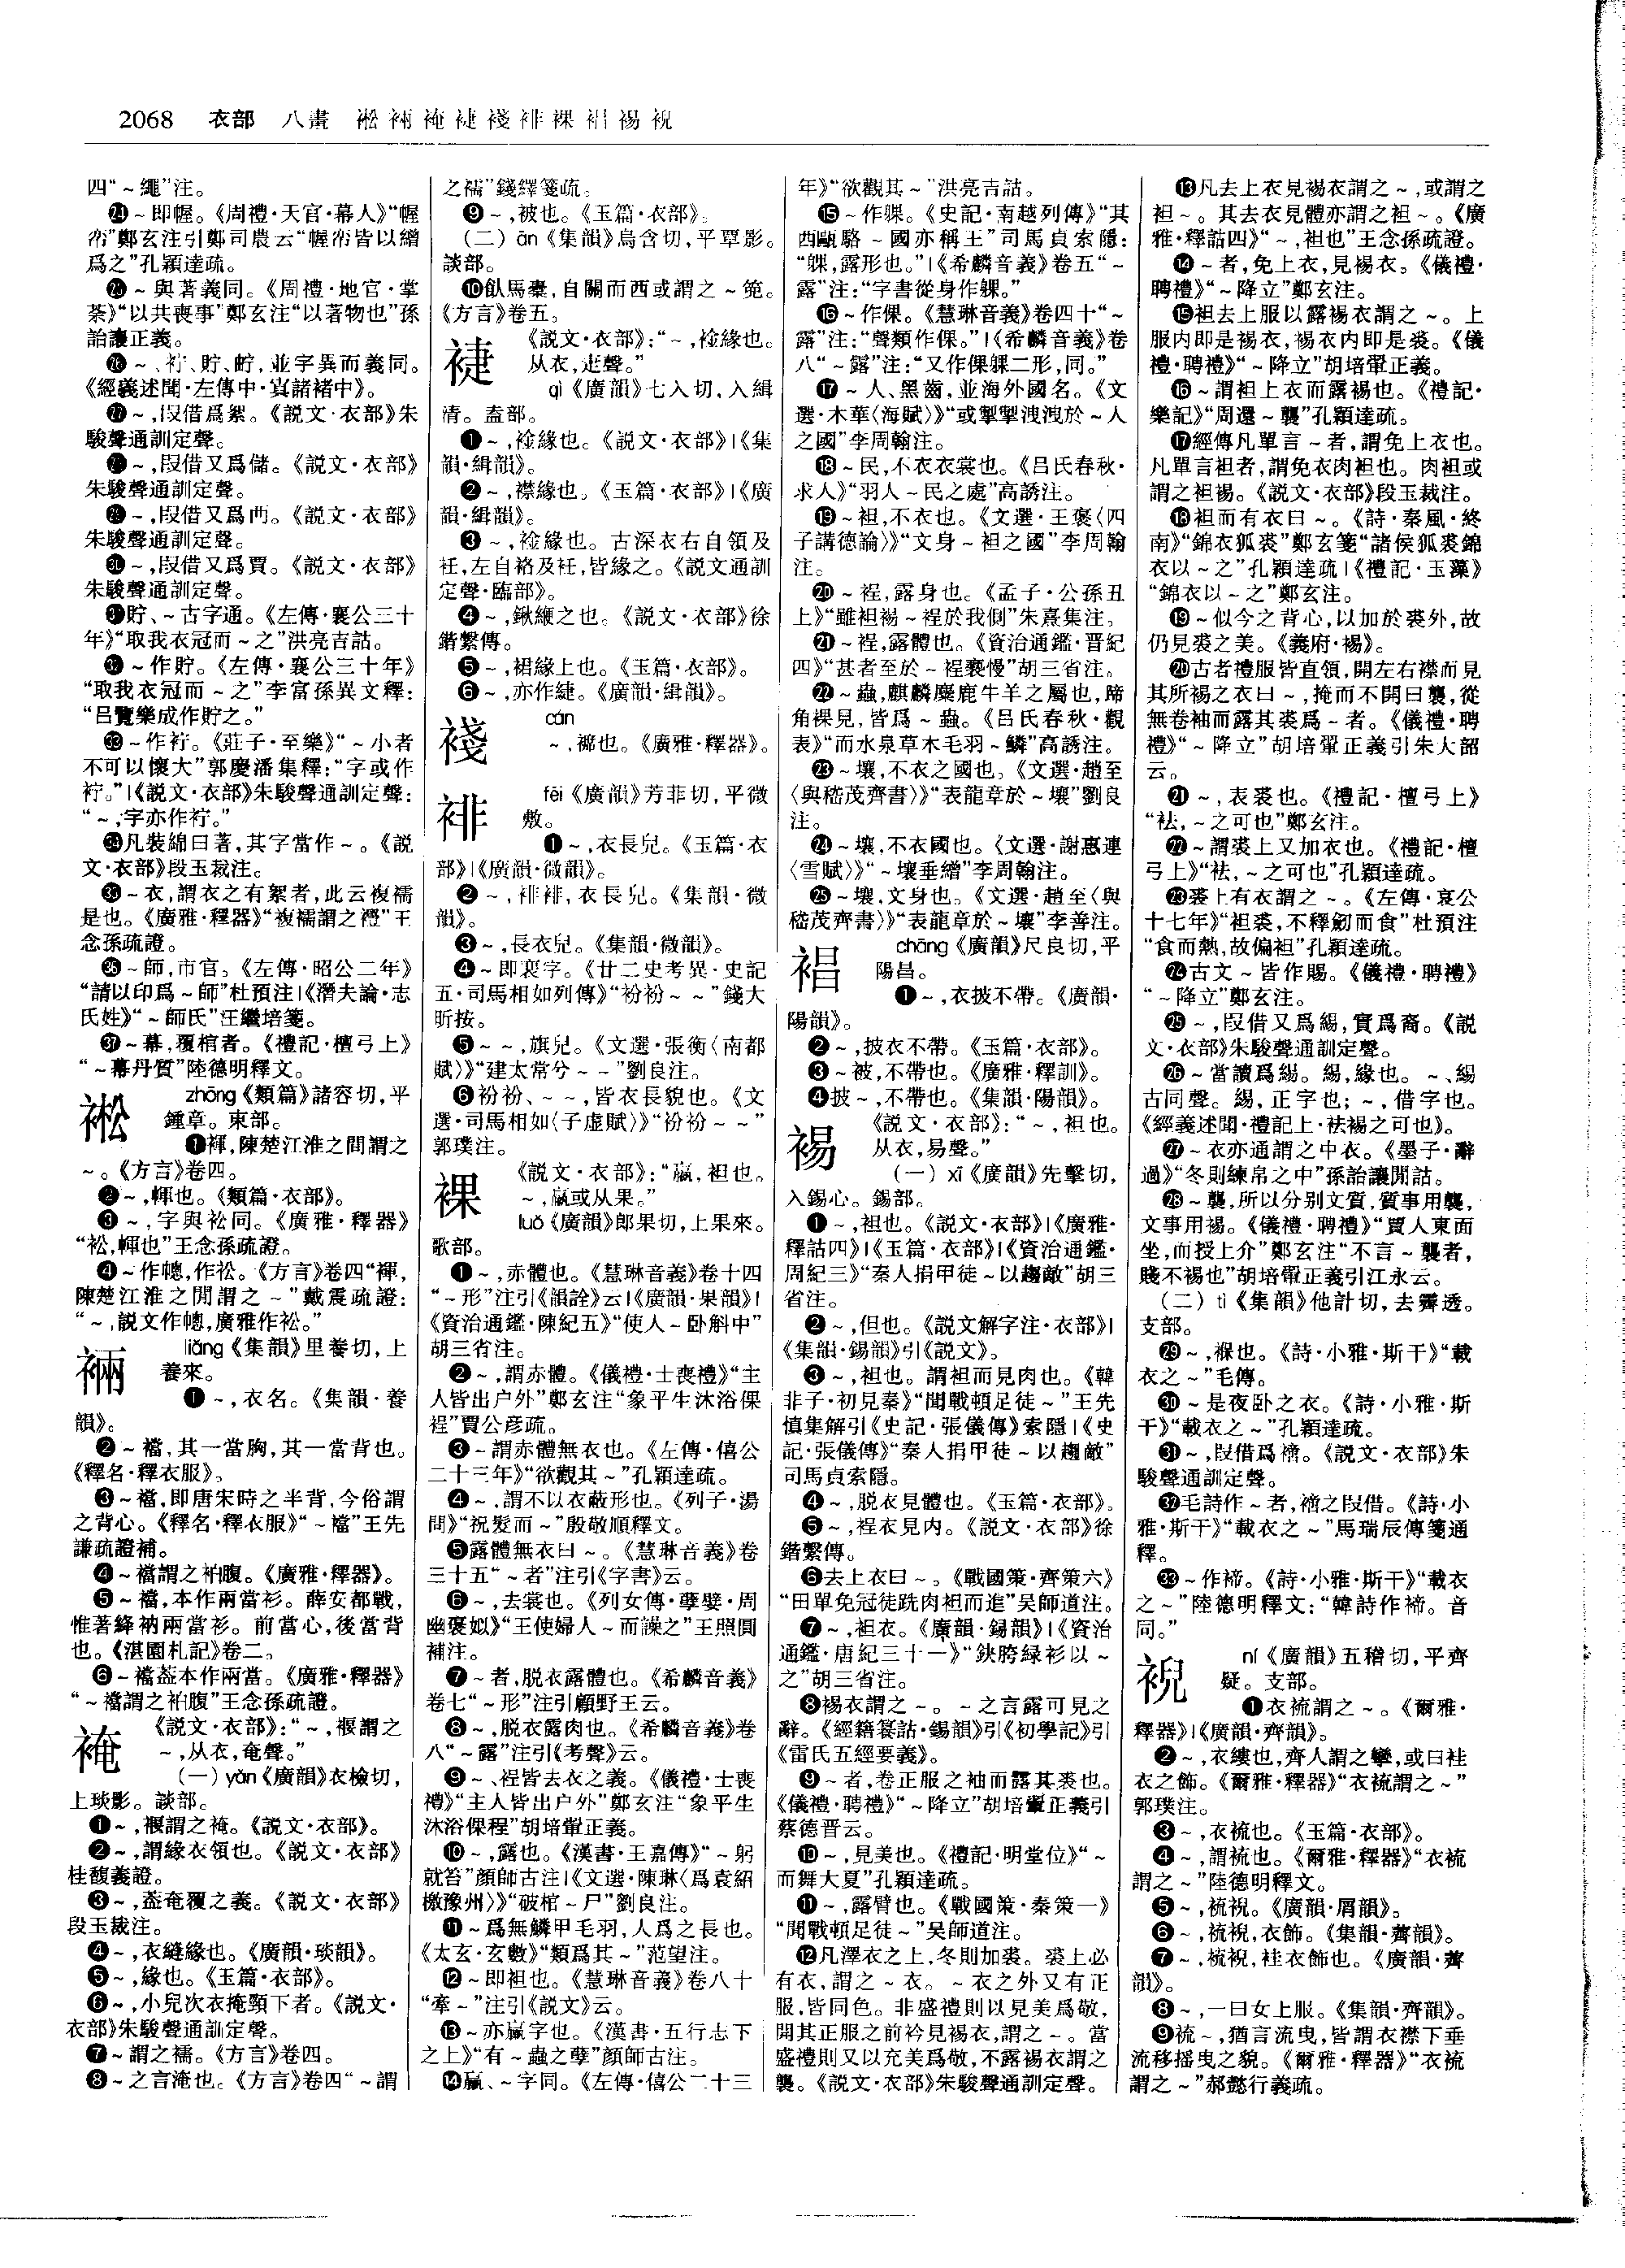 2068 衣部 八畫 䘴裲裺䙀𧛕裶裸裮裼䘽
四“~繩”注。
㉔~即幄。《周禮·天官·幕人》“幄
帟”鄭玄注引鄭司農云“幄帟皆以繒
爲之”孔穎達疏。
㉕~與著義同。《周禮·地官·掌
荼》“以共喪事”鄭玄注“以著物也”孫
詒讓正義。
㉖~、䘢、貯、㡒,並字異而義同。
《經義述聞·左傳中·寘諸褚中》。
㉗~,叚借爲絮。《説文·衣部》朱
駿聲通訓定聲。
㉘~,叚借又爲儲。《説文·衣部》
朱駿聲通訓定聲。
㉙~,叚借又爲𠕁。《説文·衣部》
朱駿聲通訓定聲。
㉚~,叚借又爲賈。《説文·衣部》
朱駿聲通訓定聲。
㉛貯、~古字通。《左傳·襄公三十
年》“取我衣冠而~之”洪亮吉詁。
㉜~作貯。《左傳·襄公三十年》
“取我衣冠而~之”李富孫異文釋:
“吕覽樂成作貯之。”
㉝~作䘢。《莊子·至樂》“~小者
不可以懷大”郭慶藩集釋:“字或作
䘢。”|《説文·衣部》朱駿聲通訓定聲:
“~,字亦作䘢。”
㉞凡裝綿曰著,其字當作~。《説
文·衣部》段玉裁注。
㉟~衣,謂衣之有絮者,此云複襦
是也。《廣雅·釋器》“複襦謂之𧞫”王
念孫疏證。
㊱~師,市官。《左傳·昭公二年》
“請以印爲~師”杜預注|《潛夫論·志
氏姓》“~師氏”汪繼培箋。
㊲~幕,覆棺者。《禮記·檀弓上》
“~幕丹質”陸德明釋文。
䘴 zhōng《類篇》諸容切,平
鍾章。東部。
❶褌,陳楚江淮之間謂之
~。《方言》卷四。
❷~,㡓也。《類篇·衣部》。
❸~,字與衳同。《廣雅·釋器》
“衳,㡓也”王念孫疏證。
❹~作幒,作衳。《方言》卷四“褌,
陳楚江淮之閒謂之~”戴震疏證:
“~,説文作幒,廣雅作衳。”
裲 liǎng《集韻》里養切,上
養來。
❶~,衣名。《集韻·養
韻》。
❷~襠,其一當胸,其一當背也。
《釋名·釋衣服》。
❸~襠,即唐宋時之半背,今俗謂
之背心。《釋名·釋衣服》“~襠”王先
謙疏證補。
❹~襠謂之袙腹。《廣雅·釋器》。
❺~襠,本作兩當衫。薛安都戰,
惟著絳衲兩當衫。前當心,後當背
也。《湛園札記》卷二。
❻~襠蓋本作兩當。《廣雅·釋器》
“~襠謂之袙腹”王念孫疏證。
裺 《説文·衣部》:“~,褗謂之
~,从衣,奄聲。”
(一)yǎn《廣韻》衣檢切,
上琰影。談部。
❶~,褗謂之裺。《説文·衣部》。
❷~,謂緣衣領也。《説文·衣部》
桂馥義證。
❸~,蓋奄覆之義。《説文·衣部》
段玉裁注。
❹~,衣縫緣也。《廣韻·琰韻》。
❺~,緣也。《玉篇·衣部》。
❻~,小兒次衣掩頸下者。《説文·
衣部》朱駿聲通訓定聲。
❼~謂之襦。《方言》卷四。
❽~之言淹也。《方言》卷四“~謂
之襦”錢繹箋疏。
❾~,被也。《玉篇·衣部》。
(二)ān《集韻》烏含切,平覃影。
談部。
❿飤馬橐,自關而西或謂之~篼。
《方言》卷五。
䙀 《説文·衣部》:“~,裣緣也。
从衣,疌聲。”
qì《廣韻》七入切,入緝
清。盍部。
❶~,裣緣也。《説文·衣部》|《集
韻·緝韻》。
❷~,襟緣也。《玉篇·衣部》|《廣
韻·緝韻》。
❸~,裣緣也。古深衣右自領及
衽,左自袼及衽,皆緣之。《説文通訓
定聲·臨部》。
❹~,鍬緶之也。《説文·衣部》徐
鍇繫傳。
❺~,裙緣上也。《玉篇·衣部》。
❻~,亦作緁。《廣韻·緝韻》。
𧛕 cán
~,褯也。《廣雅·釋器》。
裶 fēi《廣韻》芳菲切,平微
敷。
❶~,衣長皃。《玉篇·衣
部》|《廣韻·微韻》。
❷~,裶裶,衣長皃。《集韻·微
韻》。
❸~,長衣皃。《集韻·微韻》。
❹~即裵字。《廿二史考異·史記
五·司馬相如列傳》“衯衯~~”錢大
昕按。
❺~~,旗皃。《文選·張衡〈南都
賦〉》“建太常兮~~”劉良注。
❻衯衯、~~,皆衣長貌也。《文
選·司馬相如〈子虚賦〉》“衯衯~~”
郭璞注。
裸 《説文·衣部》:“臝,袒也。
~,臝或从果。”
luǒ《廣韻》郎果切,上果來。
歌部。
❶~,赤體也。《慧琳音義》卷十四
“~形”注引《韻詮》云|《廣韻·果韻》|
《資治通鑑·陳紀五》“使人~卧斛中”
胡三省注。
❷~,謂赤體。《儀禮·士喪禮》“主
人皆出户外”鄭玄注“象平生沐浴倮
裎”賈公彦疏。
❸~謂赤體無衣也。《左傳·僖公
二十三年》“欲觀其~”孔穎達疏。
❹~,謂不以衣蔽形也。《列子·湯
問》“祝髮而~”殷敬順釋文。
❺露體無衣曰~。《慧琳音義》卷
三十五“~者”注引《字書》云。
❻~,去裳也。《列女傳·孽嬖·周
幽褒姒》“王使婦人~而譟之”王照圓
補注。
❼~者,脱衣露體也。《希麟音義》
卷七“~形”注引顧野王云。
❽~,脱衣露肉也。《希麟音義》卷
八“~露”注引《考聲》云。
❾~、裎皆去衣之義。《儀禮·士喪
禮》“主人皆出户外”鄭玄注“象平生
沐浴倮程”胡培翬正義。
❿~,露也。《漢書·王嘉傳》“~躬
就笞”顔師古注|《文選·陳琳〈爲袁紹
檄豫州〉》“破棺~尸”劉良注。
⓫~爲無鱗甲毛羽,人爲之長也。
《太玄·玄數》“類爲其~”范望注。
⓬~即袒也。《慧琳音義》卷八十
“牽~”注引《説文》云。
⓭~亦臝字也。《漢書·五行志下
之上》“有~蟲之孽”顔師古注。
⓮臝、~字同。《左傳·僖公二十三
年》“欲觀其~”洪亮吉詁。
⓯~作躶。《史記·南越列傳》“其
西甌駱~國亦稱王”司馬貞索隱:
“躶,露形也。”|《希麟音義》卷五“~
露”注:“字書從身作躶。”
⓰~作倮。《慧琳音義》卷四十“~
露”注:“聲類作倮。”|《希麟音義》卷
八“~露”注:“又作倮躶二形,同。”
⓱~人、黑齒,並海外國名。《文
選·木華〈海賦〉》“或掣掣洩洩於~人
之國”李周翰注。
⓲~民,不衣衣裳也。《吕氏春秋·
求人》“羽人~民之處”高誘注。
⓳~袒,不衣也。《文選·王褒〈四
子講德論〉》“文身~袒之國”李周翰
注。
⓴~裎,露身也。《孟子·公孫丑
上》“雖袒裼~裎於我側”朱熹集注。
㉑~裎,露體也。《資治通鑑·晋紀
四》“甚者至於~裎褻慢”胡三省注。
㉒~蟲,麒麟麋鹿牛羊之屬也,蹄
角裸見,皆爲~蟲。《吕氏春秋·觀
表》“而水泉草木毛羽~鱗”高誘注。
㉓~壤,不衣之國也。《文選·趙至
〈與嵇茂齊書〉》“表龍章於~壤”劉良
注。
㉔~壤,不衣國也。《文選·謝惠連
〈雪賦〉》“~壤垂繒”李周翰注。
㉕~壤,文身也。《文選·趙至〈與
嵇茂齊書〉》“表龍章於~壤”李善注。
裮 chāng《廣韻》尺良切,平
陽昌。
❶~,衣披不帶。《廣韻·
陽韻》。
❷~,披衣不帶。《玉篇·衣部》。
❸~被,不帶也。《廣雅·釋訓》。
❹披~,不帶也。《集韻·陽韻》。
裼 《説文·衣部》:“~,袒也。
从衣,易聲。”
(一)xī《廣韻》先擊切,
入錫心。錫部。
❶~,袒也。《説文·衣部》|《廣雅·
釋詁四》|《玉篇·衣部》|《資治通鑑·
周紀三》“秦人捐甲徒~以趨敵”胡三
省注。
❷~,但也。《説文解字注·衣部》|
《集韻·錫韻》引《説文》。
❸~,袒也。謂袒而見肉也。《韓
非子·初見秦》“聞戰頓足徒~”王先
慎集解引《史記·張儀傳》索隱|《史
記·張儀傳》“秦人捐甲徒~以趨敵”
司馬貞索隱。
❹~,脱衣見體也。《玉篇·衣部》。
❺~,裎衣見内。《説文·衣部》徐
鍇繫傳。
❻去上衣曰~。《戰國策·齊策六》
“田單免冠徒跣肉袒而進”吴師道注。
❼~,袒衣。《廣韻·錫韻》|《資治
通鑑·唐紀三十一》“鈌胯緑衫以~
之”胡三省注。
❽裼衣謂之~。~之言露可見之
辭。《經籍籑詁·錫韻》引《初學記》引
《雷氏五經要義》。
❾~者,卷正服之袖而露其裘也。
《儀禮·聘禮》“~降立”胡培翬正義引
蔡德晋云。
❿~,見美也。《禮記·明堂位》“~
而舞大夏”孔穎達疏。
⓫~,露臂也。《戰國策·秦策一》
“聞戰頓足徒~”吴師道注。
⓬凡澤衣之上,冬則加裘。裘上必
有衣,謂之~衣。~衣之外又有正
服,皆同色。非盛禮則以見美爲敬,
開其正服之前衿見裼衣,謂之~。當
盛禮則又以充美爲敬,不露裼衣謂之
襲。《説文·衣部》朱駿聲通訓定聲。
⓭凡去上衣見裼衣謂之~,或謂之
袒~。其去衣見體亦謂之袒~。《廣
雅·釋詁四》“~,袒也”王念孫疏證。
⓮~者,免上衣,見裼衣。《儀禮·
聘禮》“~降立”鄭玄注。
⓯袒去上服以露裼衣謂之~。上
服内即是裼衣,裼衣内即是裘。《儀
禮·聘禮》“~降立”胡培翬正義。
⓰~謂袒上衣而露裼也。《禮記·
樂記》“周還~襲”孔穎達疏。
⓱經傳凡單言~者,謂免上衣也。
凡單言袒者,謂免衣肉袒也。肉袒或
謂之袒裼。《説文·衣部》段玉裁注。
⓲袒而有衣曰~。《詩·秦風·終
南》“錦衣狐裘”鄭玄箋“諸侯狐裘錦
衣以~之”孔穎達疏|《禮記·玉藻》
“錦衣以~之”鄭玄注。
⓳~似今之背心,以加於裘外,故
仍見裘之美。《義府·裼》。
⓴古者禮服皆直領,開左右襟而見
其所裼之衣曰~,掩而不開曰襲,從
無卷袖而露其裘爲~者。《儀禮·聘
禮》“~降立”胡培翬正義引朱大韶
云。
㉑~,表裘也。《禮記·檀弓上》
“袪,~之可也”鄭玄注。
㉒~謂裘上又加衣也。《禮記·檀
弓上》“袪,~之可也”孔穎達疏。
㉓裘上有衣謂之~。《左傳·哀公
十七年》“袒裘,不釋劒而食”杜預注
“食而熱,故偏袒”孔穎達疏。
㉔古文~皆作賜。《儀禮·聘禮》
“~降立”鄭玄注。
㉕~,叚借又爲緆,實爲裔。《説
文·衣部》朱駿聲通訓定聲。
㉖~當讀爲緆。緆,緣也。~、緆
古同聲。緆,正字也;~,借字也。
《經義述聞·禮記上·袪裼之可也》。
㉗~衣亦通謂之中衣。《墨子·辭
過》“冬則練帛之中”孫詒讓閒詁。
㉘~襲,所以分别文質,質事用襲,
文事用裼。《儀禮·聘禮》“賈人東面
坐,而授上介”鄭玄注“不言~襲者,
賤不裼也”胡培翬正義引江永云。
(二)tì《集韻》他計切,去霽透。
支部。
㉙~,褓也。《詩·小雅·斯干》“載
衣之~”毛傳。
㉚~是夜卧之衣。《詩·小雅·斯
干》“載衣之~”孔穎達疏。
㉛~,叚借爲𧜽。《説文·衣部》朱
駿聲通訓定聲。
㉜毛詩作~者,𧜽之叚借。《詩·小
雅·斯干》“載衣之~”馬瑞辰傳箋通
釋。
㉝~作褅。《詩·小雅·斯干》“載衣
之~”陸德明釋文:“韓詩作褅。音
同。”
䘽 ní《廣韻》五稽切,平齊
疑。支部。
❶衣裗謂之~。《爾雅·
釋器》|《廣韻·齊韻》。
❷~,衣縷也,齊人謂之攣,或曰袿
衣之飾。《爾雅·釋器》“衣裗謂之~”
郭璞注。
❸~,衣裗也。《玉篇·衣部》。
❹~,謂裗也。《爾雅·釋器》“衣裗
謂之~”陸德明釋文。
❺~,裗䘽。《廣韻·屑韻》。
❻~,裗䘽,衣飾。《集韻·薺韻》。
❼~,裗䘽,袿衣飾也。《廣韻·薺
韻》。
❽~,一曰女上服。《集韻·齊韻》。
❾裗~,猶言流曳,皆謂衣襟下垂
流移摇曳之貌。《爾雅·釋器》“衣裗
謂之~”郝懿行義疏。